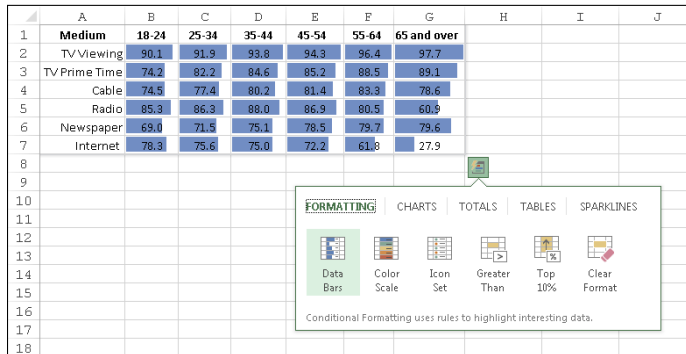 A B C D E F G H I J
1 Medium 18-24 25-34 35-44 45-54 55-64 65 and over
2 TV Viewing 90.1 91.9 93.8 94.3 96.4 97.7
3 TV Prime Time 74.2 82.2 84.6 85.2 88.5 89.1
4 Cable 74.5 77.4 80.2 81.4 83.3 78.6
5 Radio 85.3 86.3 88.0 86.9 80.5 60.9
6 Newspaper 69.0 71.5 75.1 78.5 79.7 79.6
7 Internet 78.3 75.6 75.0 72.2 61.8 27.9
8
9
10
FORMATTING CHARTS TOTALS TABLES SPARKLINES
11
12
13
14
Data Color Icon Greater Top Clear
15
Bars Scale Set Than 10% Format
16
Conditional Formatting uses rules to highlight interesting data.
17
18